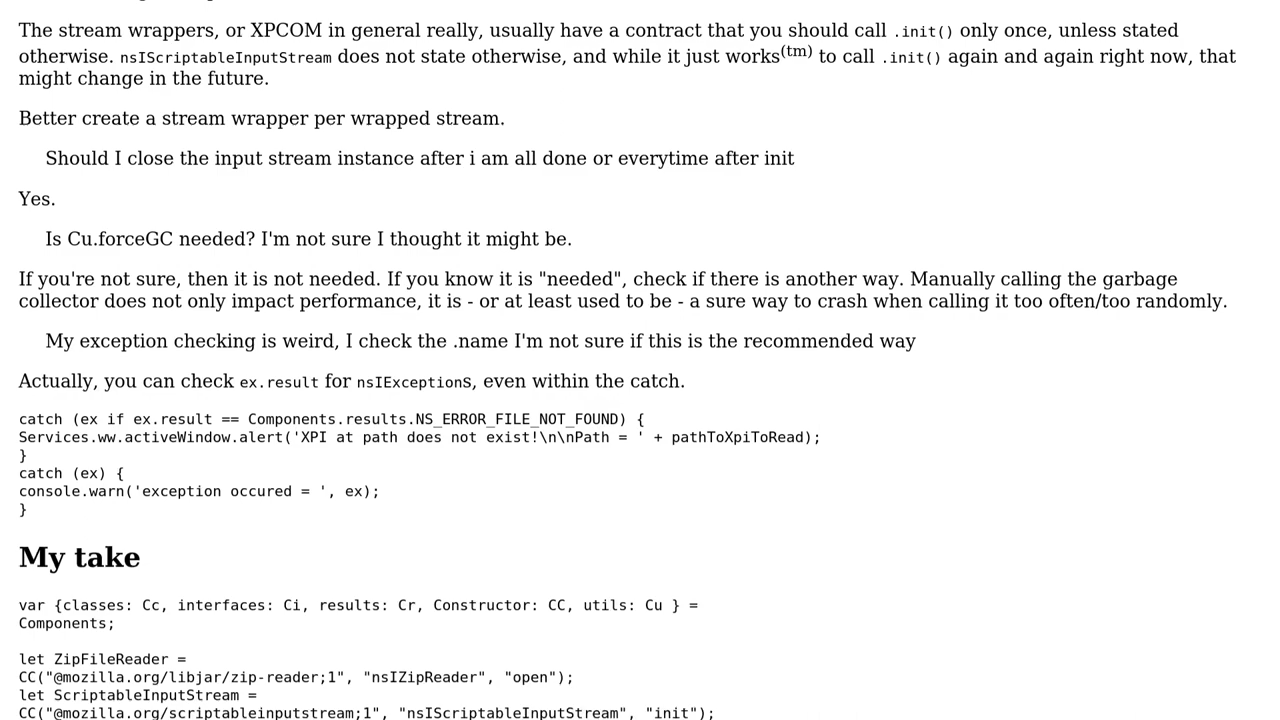 The stream wrappers, or XPCOM in general really, usually have a contract that you should call .init() only once, unless stated
otherwise. nsIScriptableInputStream does not state otherwise, and while it just works(tm) to call .init() again and again right now, that
might change in the future.
Better create a stream wrapper per wrapped stream.
Should I close the input stream instance after i am all done or everytime after init
Yes.
Is Cu.forceGC needed? I'm not sure I thought it might be.
If you're not sure, then it is not needed. If you know it is "needed", check if there is another way. Manually calling the garbage
collector does not only impact performance, it is - or at least used to be - a sure way to crash when calling it too often/too randomly.
My exception checking is weird, I check the .name I'm not sure if this is the recommended way
Actually, you can check ex.result for nsIExceptions, even within the catch.
catch (ex if ex.result == Components.results.NS_ERROR_FILE_NOT_FOUND) {
Services.ww.activeWindow.alert('XPI at path does not exist!\n\nPath = ' + pathToXpiToRead);
}
catch (ex) {
console.warn('exception occured = ', ex);
}
My take
var {classes: Cc, interfaces: Ci, results: Cr, Constructor: CC, utils: Cu } =
Components;
let ZipFileReader =
CC("@mozilla.org/libjar/zip-reader;1", "nsIZipReader", "open");
let ScriptableInputStream =
CC("@mozilla.org/scriptableinputstream;1", "nsIScriptableInputStream", "init");